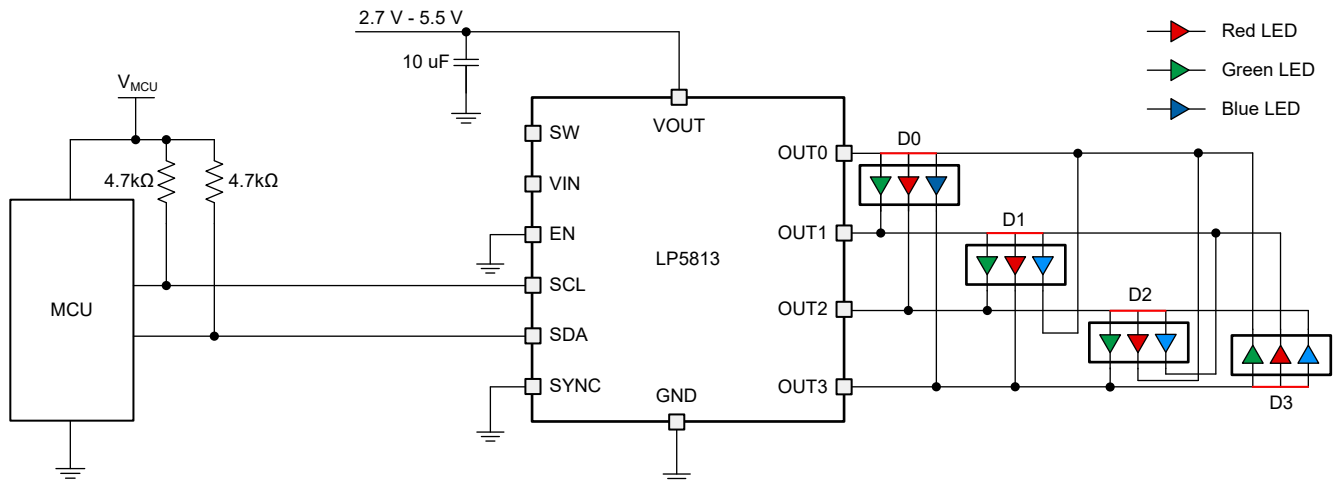 2.7 V - 5.5 V
10 uF
V_MCU
4.7kΩ
4.7kΩ
MCU
SW
VIN
EN
SCL
SDA
SYNC
VOUT
LP5813
GND
OUT0
OUT1
OUT2
OUT3
D0
D1
D2
D3
Red LED
Green LED
Blue LED